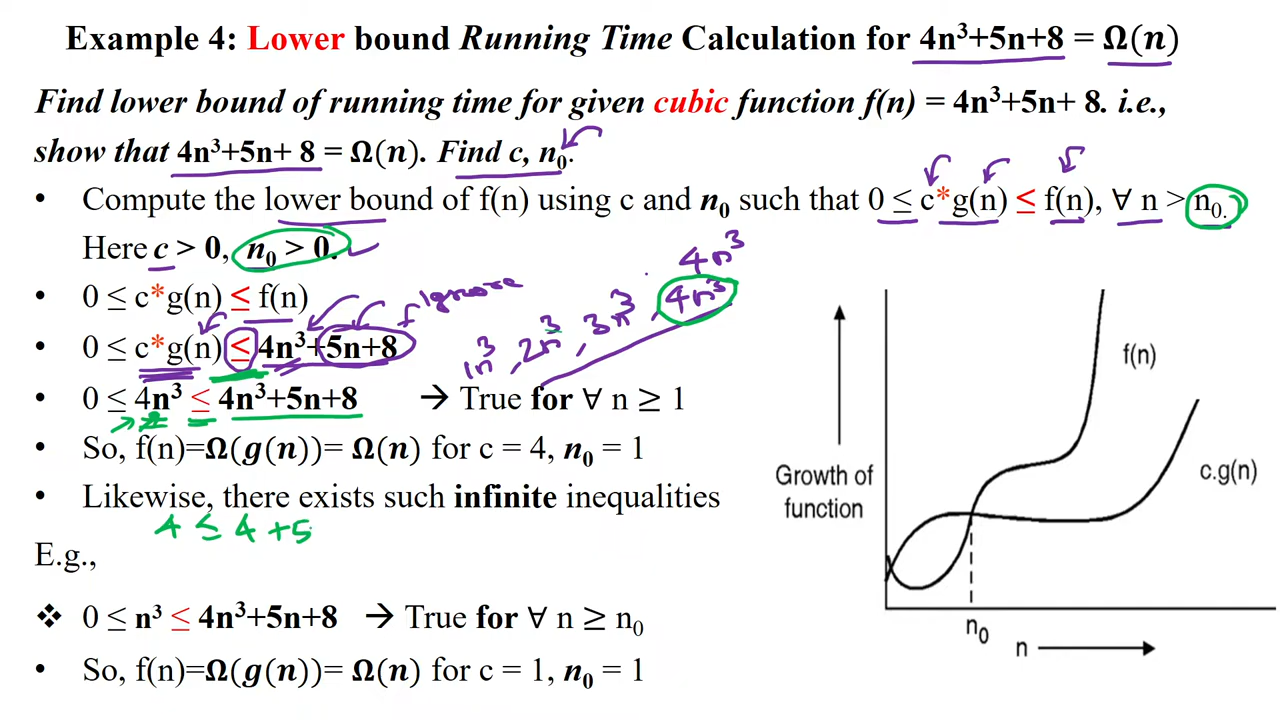 Example 4: Lower bound Running Time Calculation for 4n³+5n+8 = Ω(n)
Find lower bound of running time for given cubic function f(n) = 4n³+5n+ 8. i.e.,
show that 4n³+5n+ 8 = Ω(n). Find c, n₀.
• Compute the lower bound of f(n) using c and n₀ such that 0 ≤ c*g(n) ≤ f(n), ∀ n > n₀.
Here c > 0, n₀ > 0.
4n³
• 0 ≤ c*g(n) ≤ f(n)
ignore
1n³, 2n³, 3n³, 4n³
• 0 ≤ c*g(n) ≤ 4n³+5n+8
• 0 ≤ 4n³ ≤ 4n³+5n+8 → True for ∀ n ≥ 1
• So, f(n)=Ω(g(n))= Ω(n) for c = 4, n₀ = 1
• Likewise, there exists such infinite inequalities
4 ≤ 4+5
E.g.,
❖ 0 ≤ n³ ≤ 4n³+5n+8 → True for ∀ n ≥ n₀
• So, f(n)=Ω(g(n))= Ω(n) for c = 1, n₀ = 1
f(n)
c.g(n)
Growth of
function
n₀
n